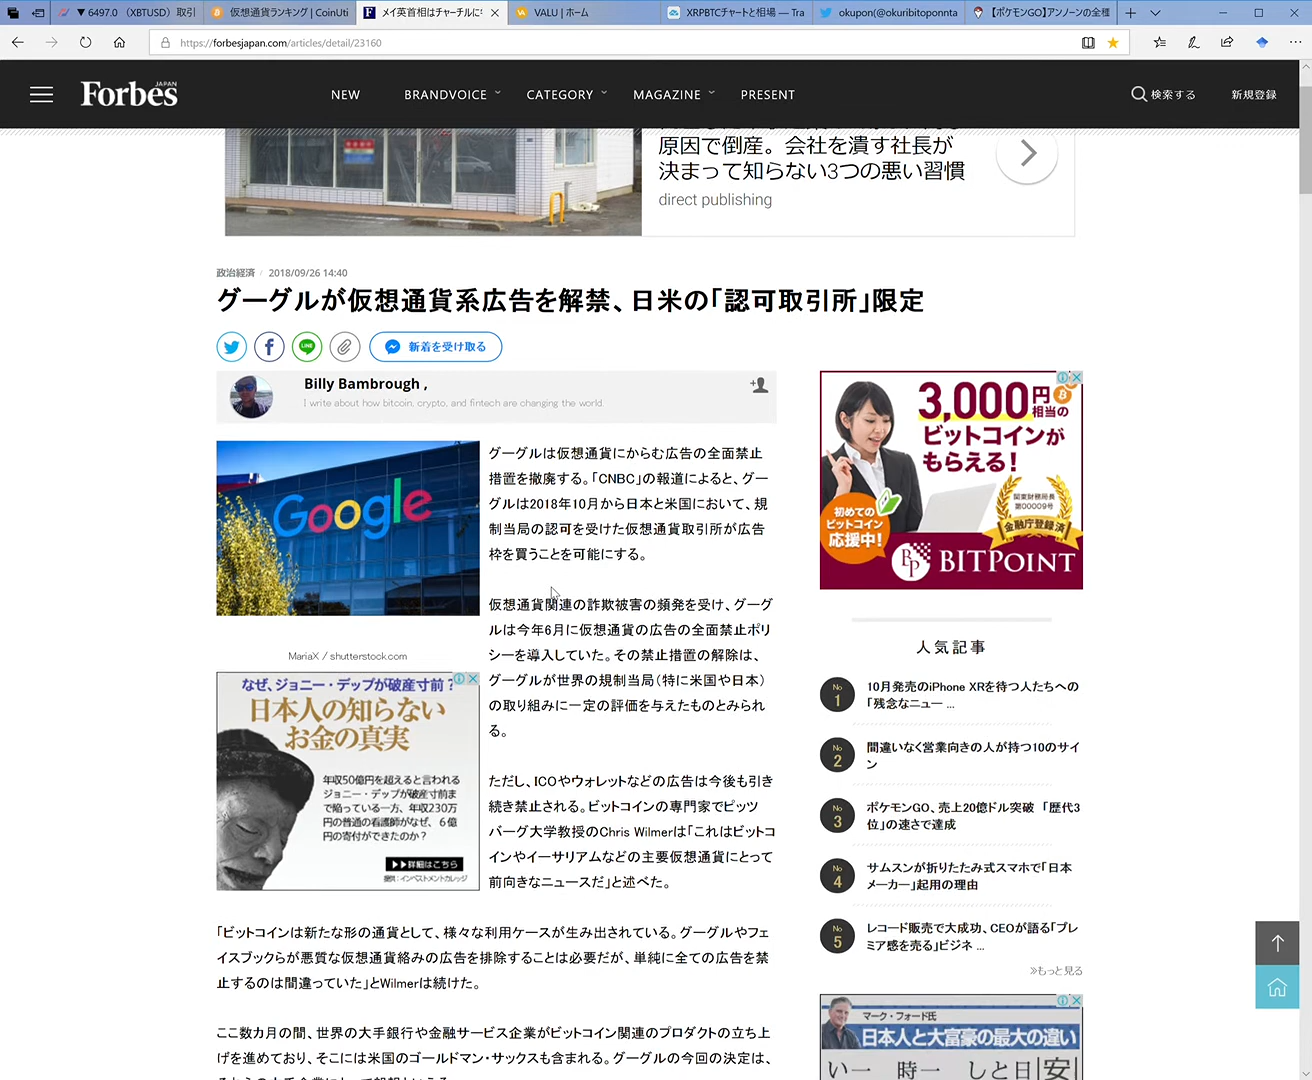 ▼ 6497.0 （XBTUSD）取引
仮想通貨ランキング | CoinUti
メイ英首相はチャーチルに
VALU | ホーム
XRPBTCチャートと相場 — Tra
okupon(@okuribitoponnta
【ポケモンGO】アンノーンの全種
https://forbesjapan.com/articles/detail/23160
Forbes
JAPAN
NEW
BRANDVOICE
CATEGORY
MAGAZINE
PRESENT
検索する
新規登録
原因で倒産。会社を潰す社長が
決まって知らない3つの悪い習慣
direct publishing
政治経済 / 2018/09/26 14:40
グーグルが仮想通貨系広告を解禁、日米の「認可取引所」限定
LINE
新着を受け取る
Billy Bambrough ,
I write about how bitcoin, crypto, and fintech are changing the world.
Google
MariaX / shutterstock.com
グーグルは仮想通貨にからむ広告の全面禁止
措置を撤廃する。「CNBC」の報道によると、グー
グルは2018年10月から日本と米国において、規
制当局の認可を受けた仮想通貨取引所が広告
枠を買うことを可能にする。
仮想通貨関連の詐欺被害の頻発を受け、グーグ
ルは今年6月に仮想通貨の広告の全面禁止ポリ
シーを導入していた。その禁止措置の解除は、
グーグルが世界の規制当局（特に米国や日本）
の取り組みに一定の評価を与えたものとみられ
る。
ただし、ICOやウォレットなどの広告は今後も引き
続き禁止される。ビットコインの専門家でピッツ
バーグ大学教授のChris Wilmerは「これはビットコ
インやイーサリアムなどの主要仮想通貨にとって
前向きなニュースだ」と述べた。
なぜ、ジョニー・デップが破産寸前？
日本人の知らない
お金の真実
年収50億円を超えると言われる
ジョニー・デップが破産寸前ま
で陥っている一方、年収230万
円の普通の看護師がなぜ、6億
円の寄付ができたのか？
▶▶詳細はこちら
提供：インベストメントカレッジ
「ビットコインは新たな形の通貨として、様々な利用ケースが生み出されている。グーグルやフェ
イスブックらが悪質な仮想通貨絡みの広告を排除することは必要だが、単純に全ての広告を禁
止するのは間違っていた」とWilmerは続けた。
ここ数カ月の間、世界の大手銀行や金融サービス企業がビットコイン関連のプロダクトの立ち上
げを進めており、そこには米国のゴールドマン・サックスも含まれる。グーグルの今回の決定は、
3,000円相当の
ビットコインが
もらえる！
初めての
ビットコイン
応援中！
関東財務局長
第00009号
金融庁登録済
BITPOINT
人気記事
No 1
10月発売のiPhone XRを待つ人たちへの
「残念なニュー ...
No 2
間違いなく営業向きの人が持つ10のサイ
ン
No 3
ポケモンGO、売上20億ドル突破 「歴代3
位」の速さで達成
No 4
サムスンが折りたたみ式スマホで「日本
メーカー」起用の理由
No 5
レコード販売で大成功、CEOが語る「プレ
ミア感を売る」ビジネ ...
≫もっと見る
マーク・フォード氏
日本人と大富豪の最大の違い
い一 時一 しと日 安